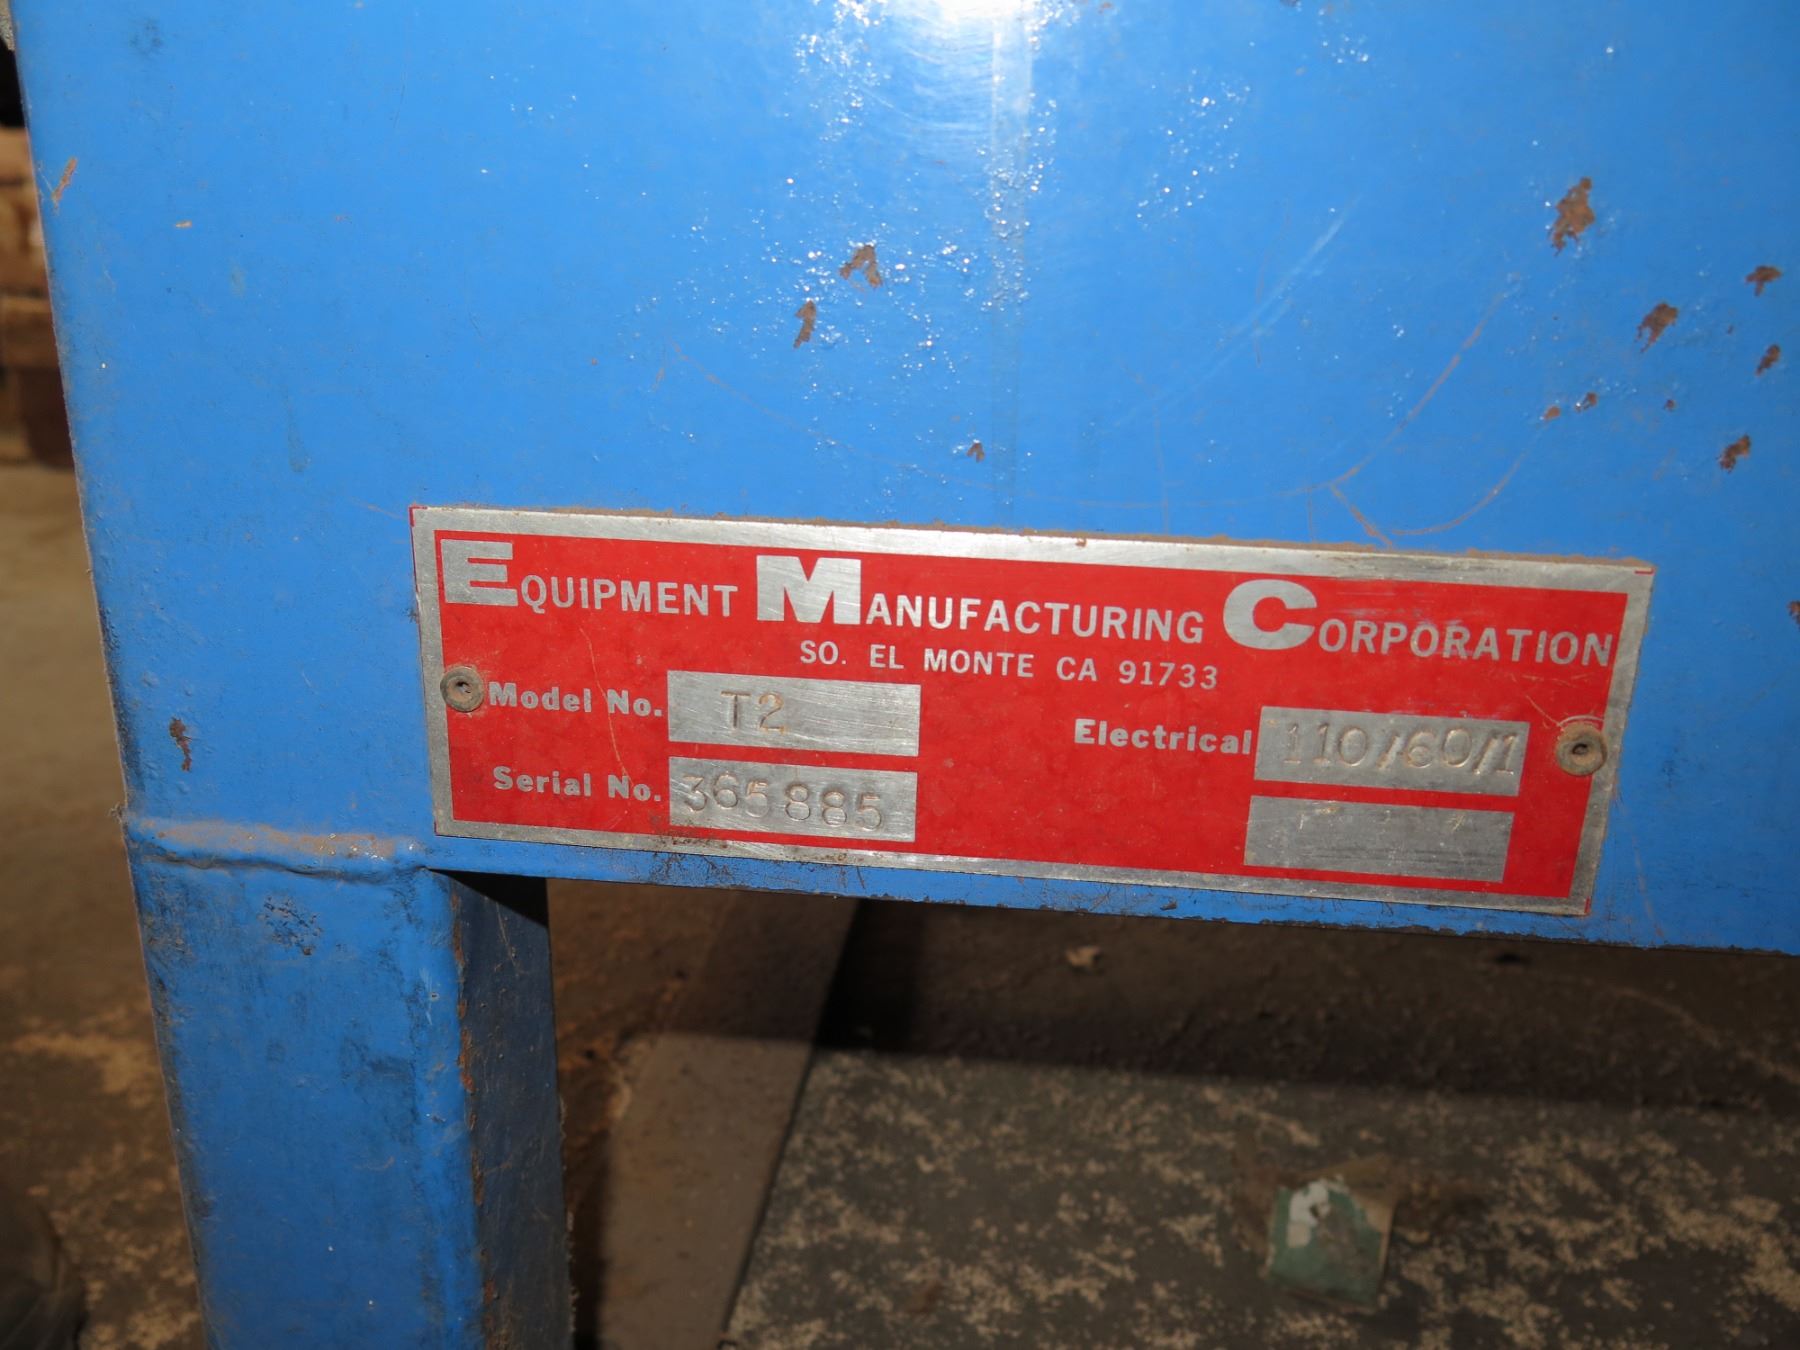 EQUIPMENT MANUFACTURING CORPORATION
SO. EL MONTE CA 91733
Model No. T2
Electrical 110/60/1
Serial No. 365885